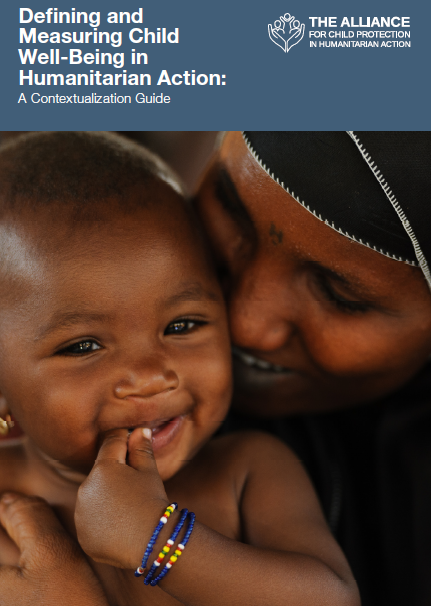 Defining and
Measuring Child
Well-Being in
Humanitarian Action:
A Contextualization Guide
THE ALLIANCE
FOR CHILD PROTECTION
IN HUMANITARIAN ACTION